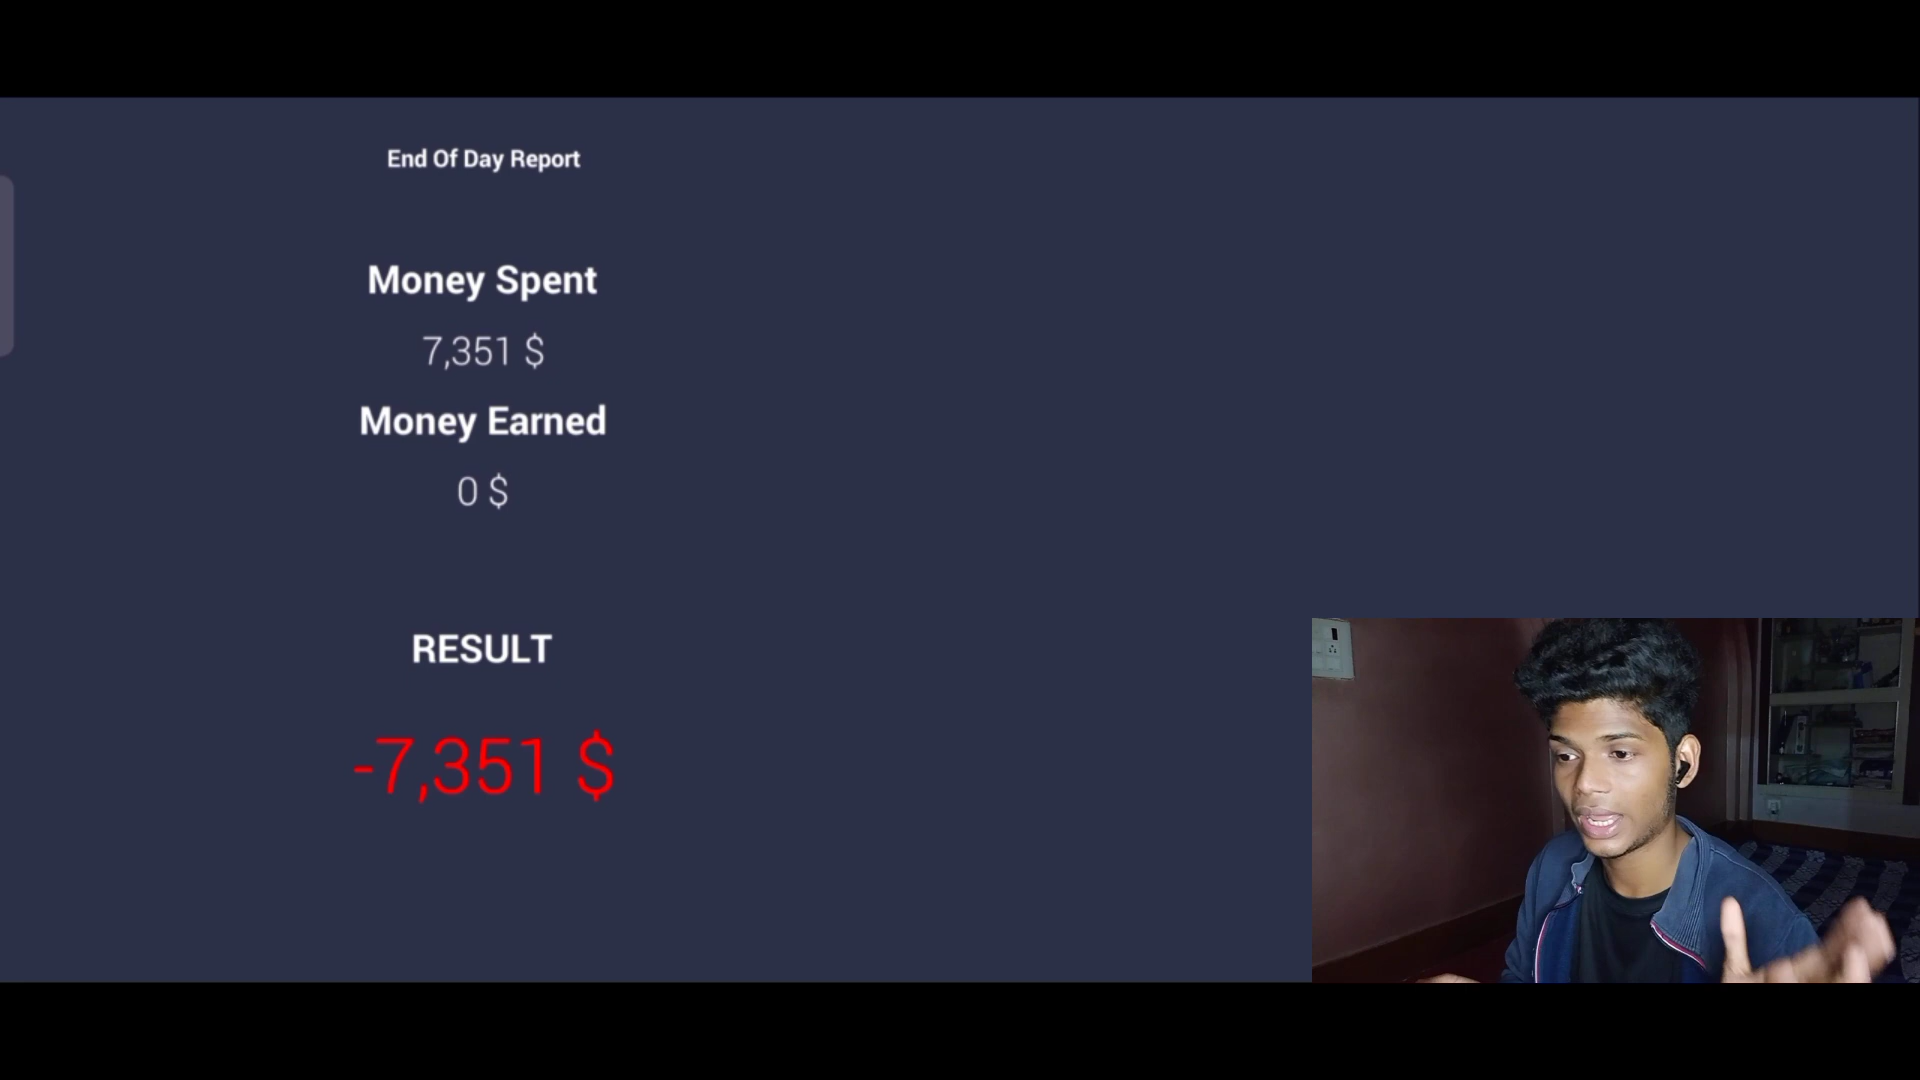 End Of Day Report
Money Spent
7,351 $
Money Earned
0 $
RESULT
-7,351 $